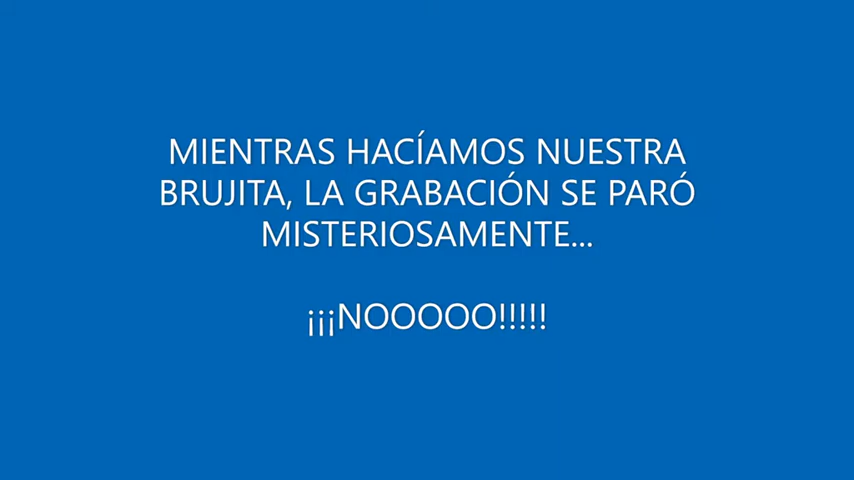 MIENTRAS HACÍAMOS NUESTRA
BRUJITA, LA GRABACIÓN SE PARÓ
MISTERIOSAMENTE...
¡¡¡NOOOOO!!!!!